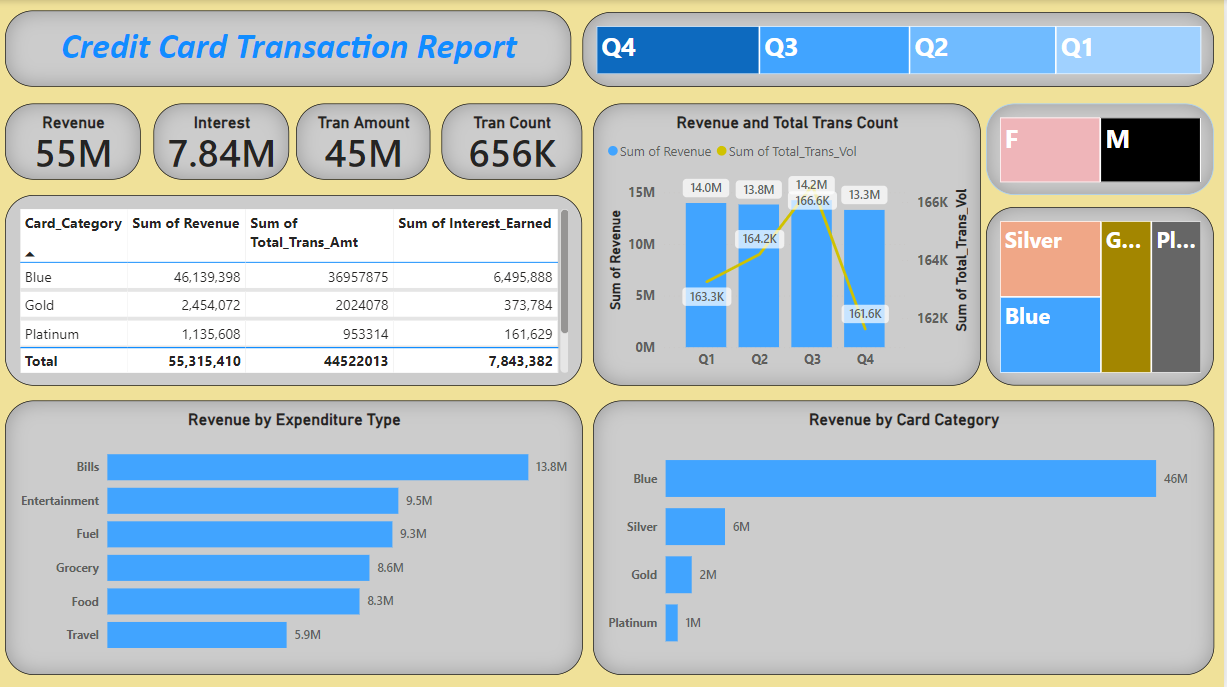 Credit Card Transaction Report
Q4 Q3 Q2 Q1
Revenue
55M
Interest
7.84M
Tran Amount
45M
Tran Count
656K
Card_Category Sum of Revenue Sum of Total_Trans_Amt Sum of Interest_Earned
Blue 46,139,398 36957875 6,495,888
Gold 2,454,072 2024078 373,784
Platinum 1,135,608 953314 161,629
Total 55,315,410 44522013 7,843,382
Revenue and Total Trans Count
Sum of Revenue Sum of Total_Trans_Vol
Sum of Revenue
15M
10M
5M
0M
14.0M 13.8M 14.2M 13.3M
163.3K 164.2K 166.6K 161.6K
Q1 Q2 Q3 Q4
166K
164K
162K
Sum of Total_Trans_Vol
F M
Silver G... Pl...
Blue
Revenue by Expenditure Type
Bills 13.8M
Entertainment 9.5M
Fuel 9.3M
Grocery 8.6M
Food 8.3M
Travel 5.9M
Revenue by Card Category
Blue 46M
Silver 6M
Gold 2M
Platinum 1M